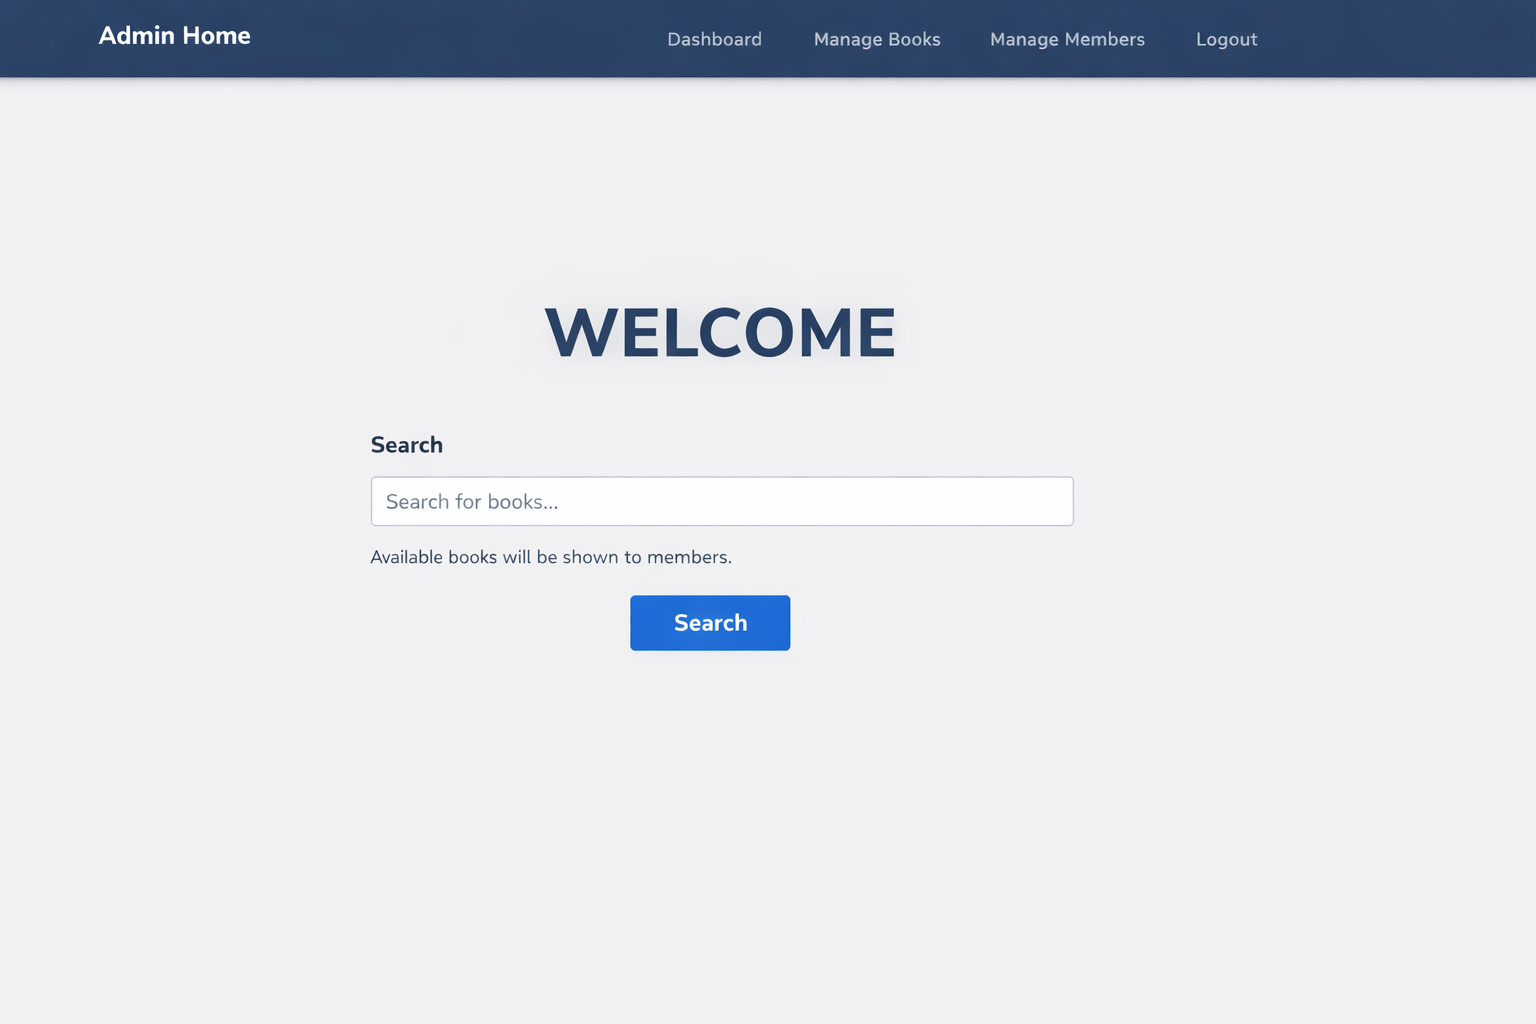 Admin Home
Dashboard Manage Books Manage Members Logout
WELCOME
Search
Search for books...
Available books will be shown to members.
Search